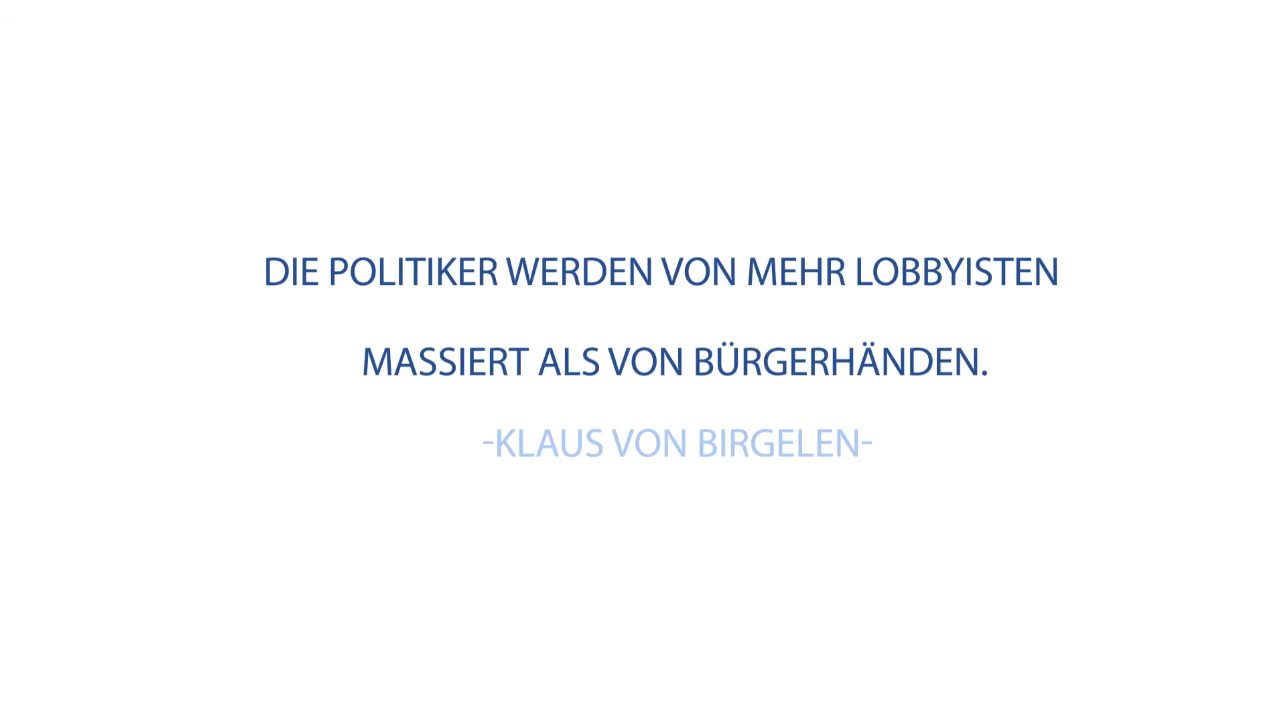 DIE POLITIKER WERDEN VON MEHR LOBBYISTEN
MASSIERT ALS VON BÜRGERHÄNDEN.
-KLAUS VON BIRGELEN-